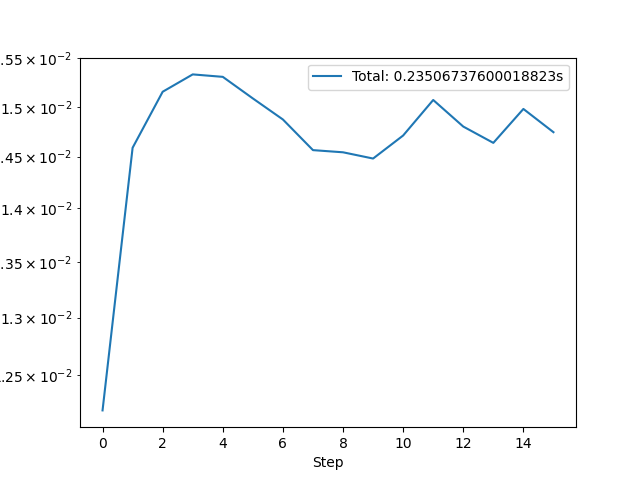 .55 × 10⁻²
1.5 × 10⁻²
.45 × 10⁻²
1.4 × 10⁻²
.35 × 10⁻²
1.3 × 10⁻²
.25 × 10⁻²
Total: 0.23506737600018823s
0 2 4 6 8 10 12 14
Step